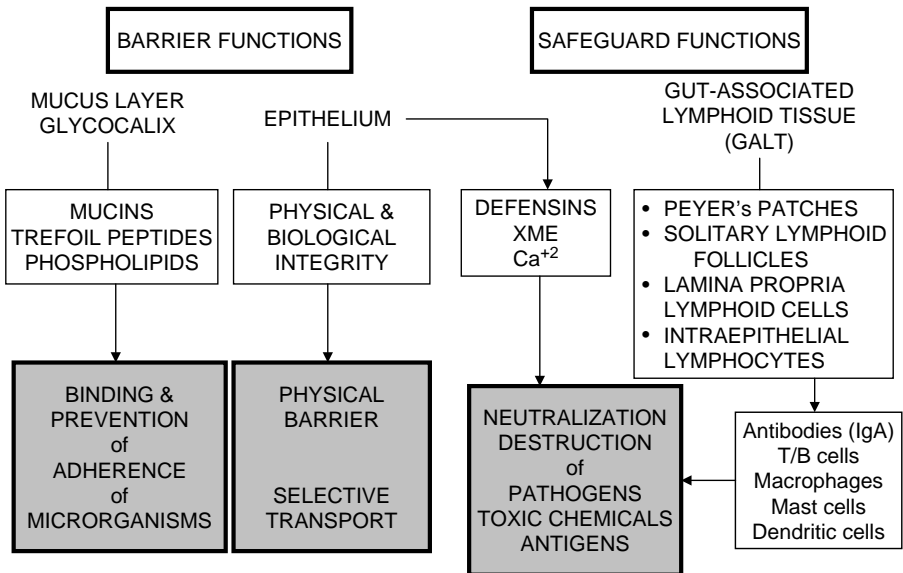 BARRIER FUNCTIONS
SAFEGUARD FUNCTIONS
MUCUS LAYER
GLYCOCALIX
EPITHELIUM
GUT-ASSOCIATED
LYMPHOID TISSUE
(GALT)
MUCINS
TREFOIL PEPTIDES
PHOSPHOLIPIDS
PHYSICAL &
BIOLOGICAL
INTEGRITY
DEFENSINS
XME
Ca+2
• PEYER's PATCHES
• SOLITARY LYMPHOID
FOLLICLES
• LAMINA PROPRIA
LYMPHOID CELLS
• INTRAEPITHELIAL
LYMPHOCYTES
BINDING &
PREVENTION
of
ADHERENCE
of
MICRORGANISMS
PHYSICAL
BARRIER
SELECTIVE
TRANSPORT
NEUTRALIZATION
DESTRUCTION
of
PATHOGENS
TOXIC CHEMICALS
ANTIGENS
Antibodies (IgA)
T/B cells
Macrophages
Mast cells
Dendritic cells